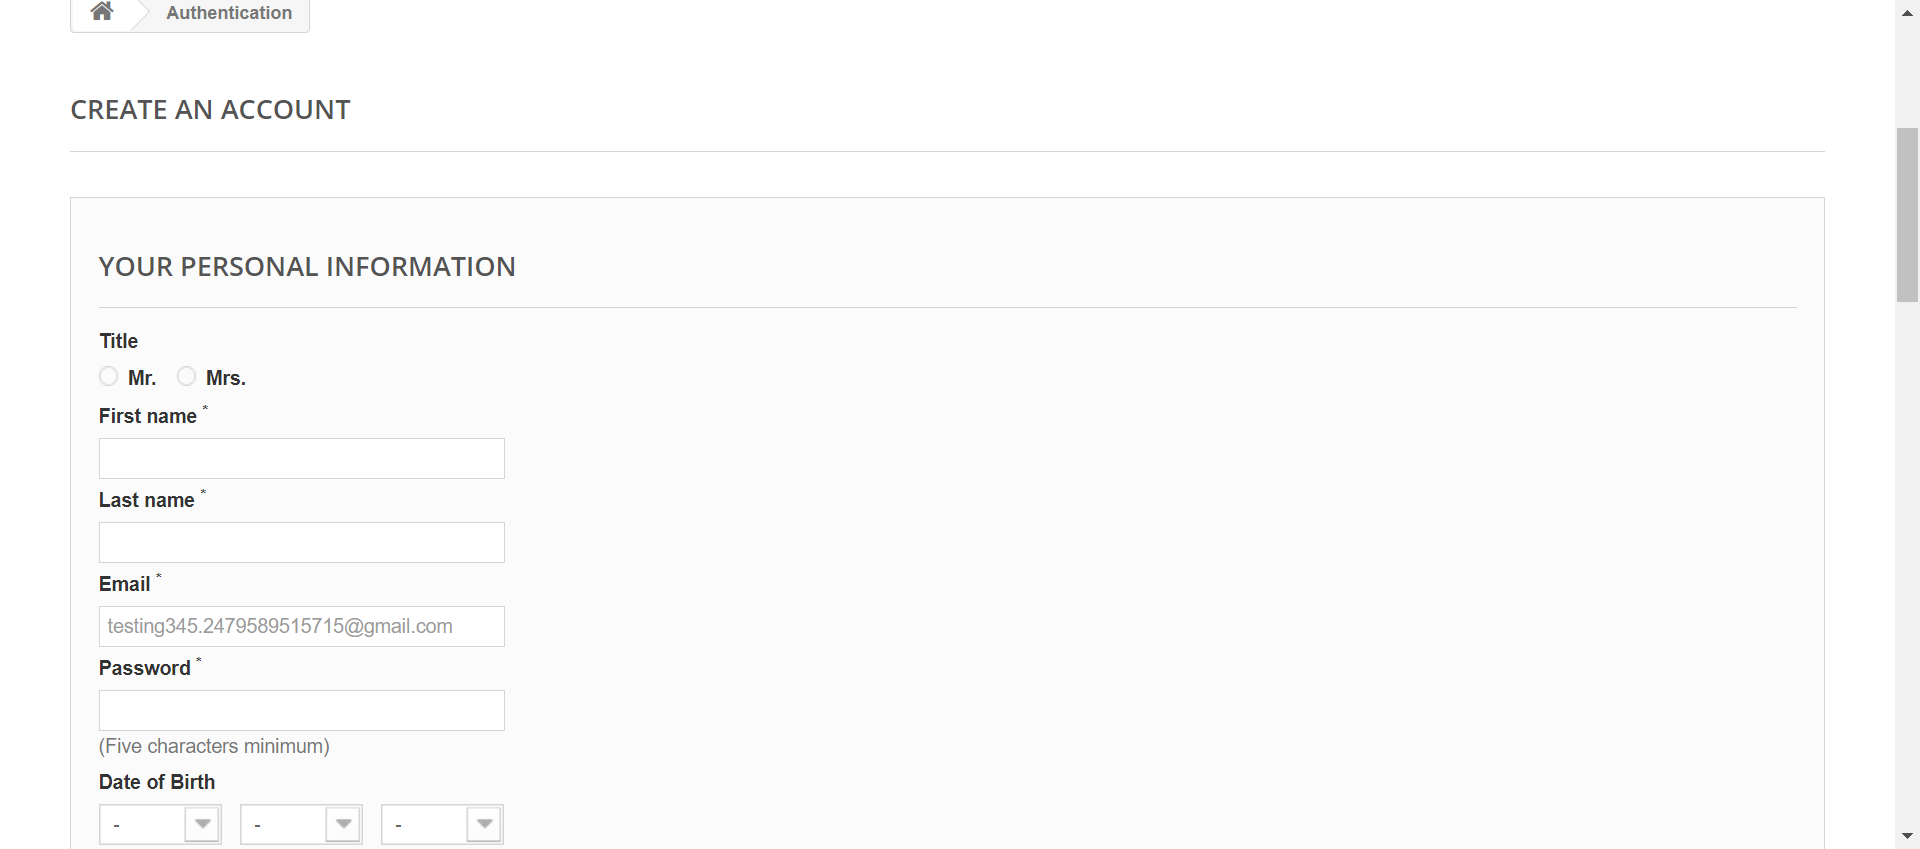 Authentication
CREATE AN ACCOUNT
YOUR PERSONAL INFORMATION
Title
Mr. Mrs.
First name *
Last name *
Email *
testing345.2479589515715@gmail.com
Password *
(Five characters minimum)
Date of Birth
- - -